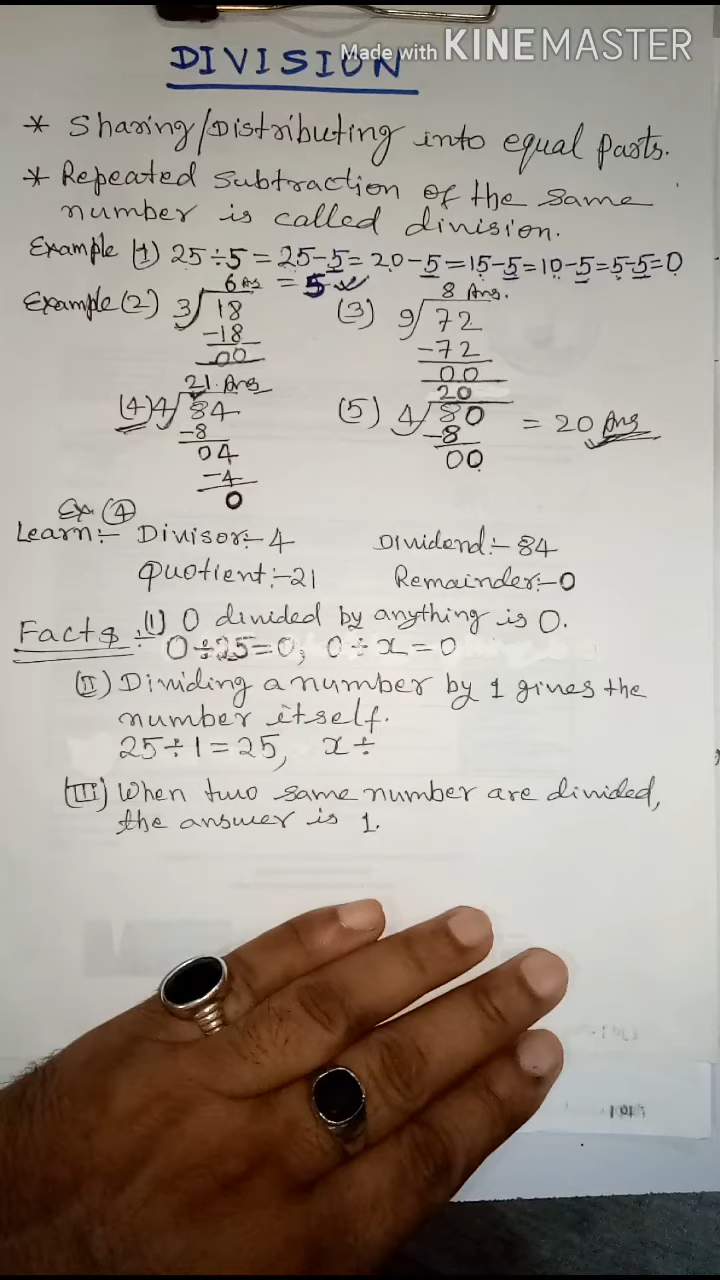 Made with KINEMASTER
DIVISION
* Sharing/Distributing into equal parts.
* Repeated subtraction of the same
number is called division.
Example (1) 25÷5 = 25-5 = 20-5 = 15-5 = 10-5 = 5-5 = 0
= 5
Example (2) 3 18 6 Ans
-18
00
(3) 9 72 8 Ans.
-72
00
(4) 4 84 21. Ans
-8
04
-4
0
(5) 4 80 20 = 20 Ans
-8
00
Ex. (4)
Learn:- Divisor:- 4 Dividend:- 84
Quotient:- 21 Remainder:- 0
Facts:- (I) 0 divided by anything is 0.
0÷25=0, 0÷x=0
(II) Dividing a number by 1 gives the
number itself.
25÷1=25, x÷
(III) When two same number are divided,
the answer is 1.